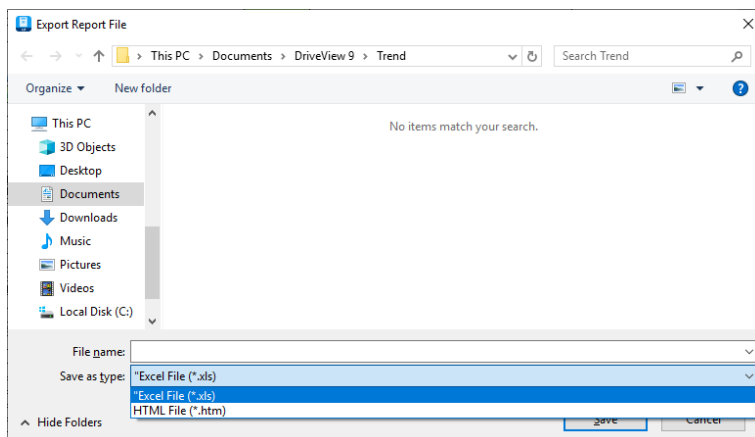 Export Report File
This PC > Documents > DriveView 9 > Trend
Search Trend
Organize
New folder
No items match your search.
This PC
3D Objects
Desktop
Documents
Downloads
Music
Pictures
Videos
Local Disk (C:)
File name:
Save as type: "Excel File (*.xls)
"Excel File (*.xls)
HTML File (*.htm)
Hide Folders
Save
Cancel